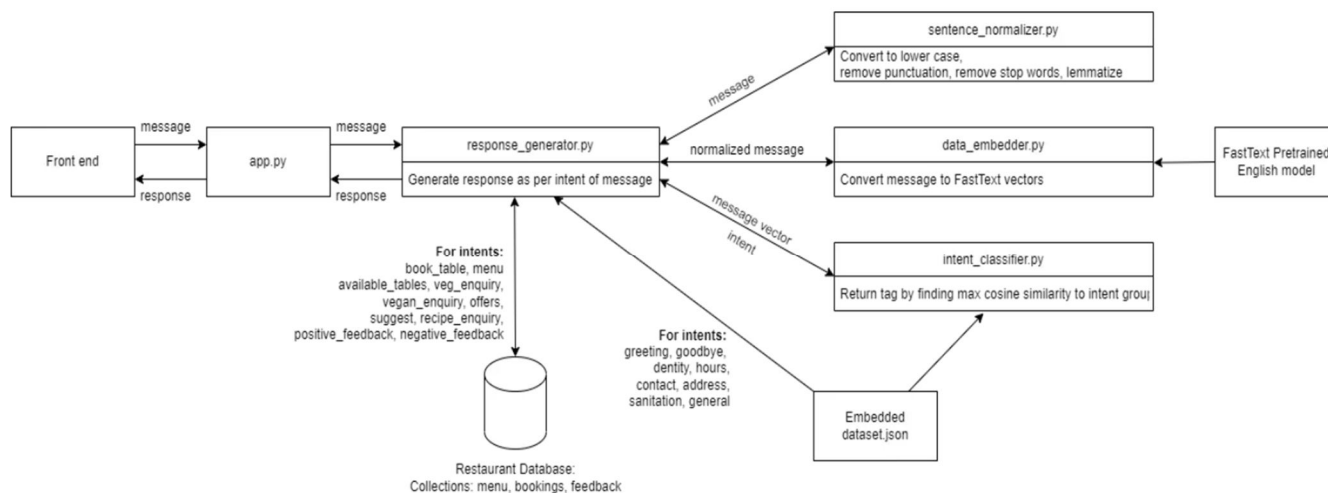 sentence_normalizer.py
Convert to lower case,
remove punctuation, remove stop words, lemmatize
message
message
message
Front end
app.py
response_generator.py
normalized message
data_embedder.py
FastText Pretrained
English model
Generate response as per intent of message
Convert message to FastText vectors
response
response
message vector
intent
For intents:
book_table, menu
available_tables, veg_enquiry,
vegan_enquiry, offers,
suggest, recipe_enquiry,
positive_feedback, negative_feedback
intent_classifier.py
Return tag by finding max cosine similarity to intent group
For intents:
greeting, goodbye,
dentity, hours,
contact, address,
sanitation, general
Embedded
dataset.json
Restaurant Database:
Collections: menu, bookings, feedback